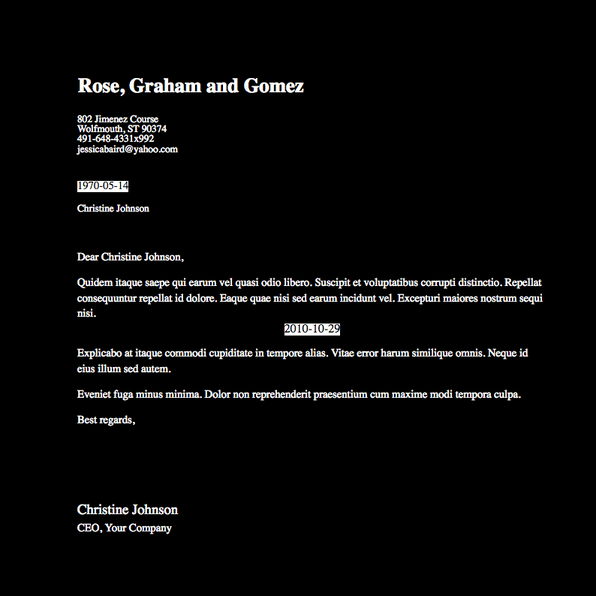 Rose, Graham and Gomez
802 Jimenez Course
Wolfmouth, ST 90374
491-648-4331x992
jessicabaird@yahoo.com
1970-05-14
Christine Johnson
Dear Christine Johnson,
Quidem itaque saepe qui earum vel quasi odio libero. Suscipit et voluptatibus corrupti distinctio. Repellat
consequuntur repellat id dolore. Eaque quae nisi sed earum incidunt vel. Excepturi maiores nostrum sequi
nisi.
2010-10-29
Explicabo at itaque commodi cupiditate in tempore alias. Vitae error harum similique omnis. Neque id
eius illum sed autem.
Eveniet fuga minus minima. Dolor non reprehenderit praesentium cum maxime modi tempora culpa.
Best regards,
Christine Johnson
CEO, Your Company